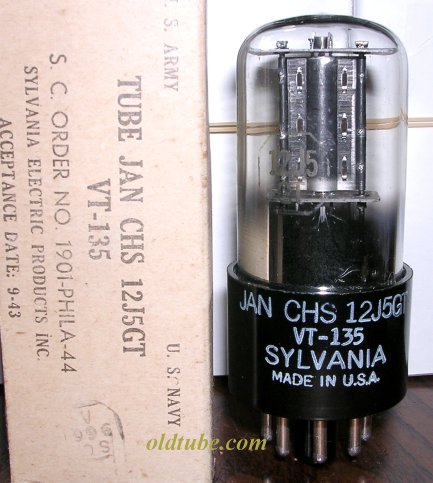 U. S. ARMY
U. S. NAVY
TUBE JAN CHS 12J5GT
VT-135
S. C. ORDER NO. 1901-PHILA-44
SYLVANIA ELECTRIC PRODUCTS INC.
ACCEPTANCE DATE: 9-43
JAN CHS 12J5GT
VT-135
SYLVANIA
MADE IN U.S.A.
oldtube.com